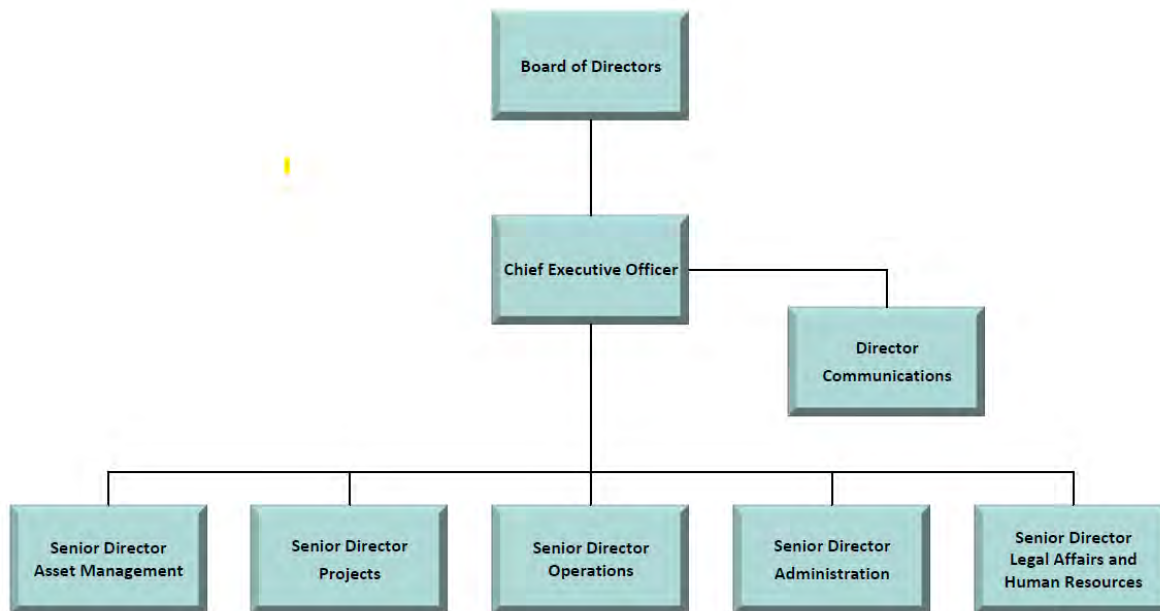 Board of Directors
Chief Executive Officer
Director
Communications
Senior Director
Asset Management
Senior Director
Projects
Senior Director
Operations
Senior Director
Administration
Senior Director
Legal Affairs and
Human Resources